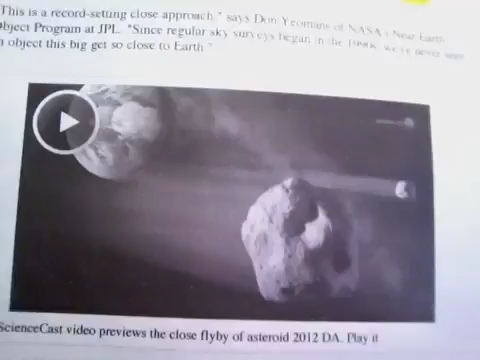 This is a record-setting close approach," says Don Yeomans of NASA's Near Earth
Object Program at JPL. "Since regular sky surveys began in the 1990s, we've never seen
object this big get so close to Earth."
ScienceCast video previews the close flyby of asteroid 2012 DA. Play it